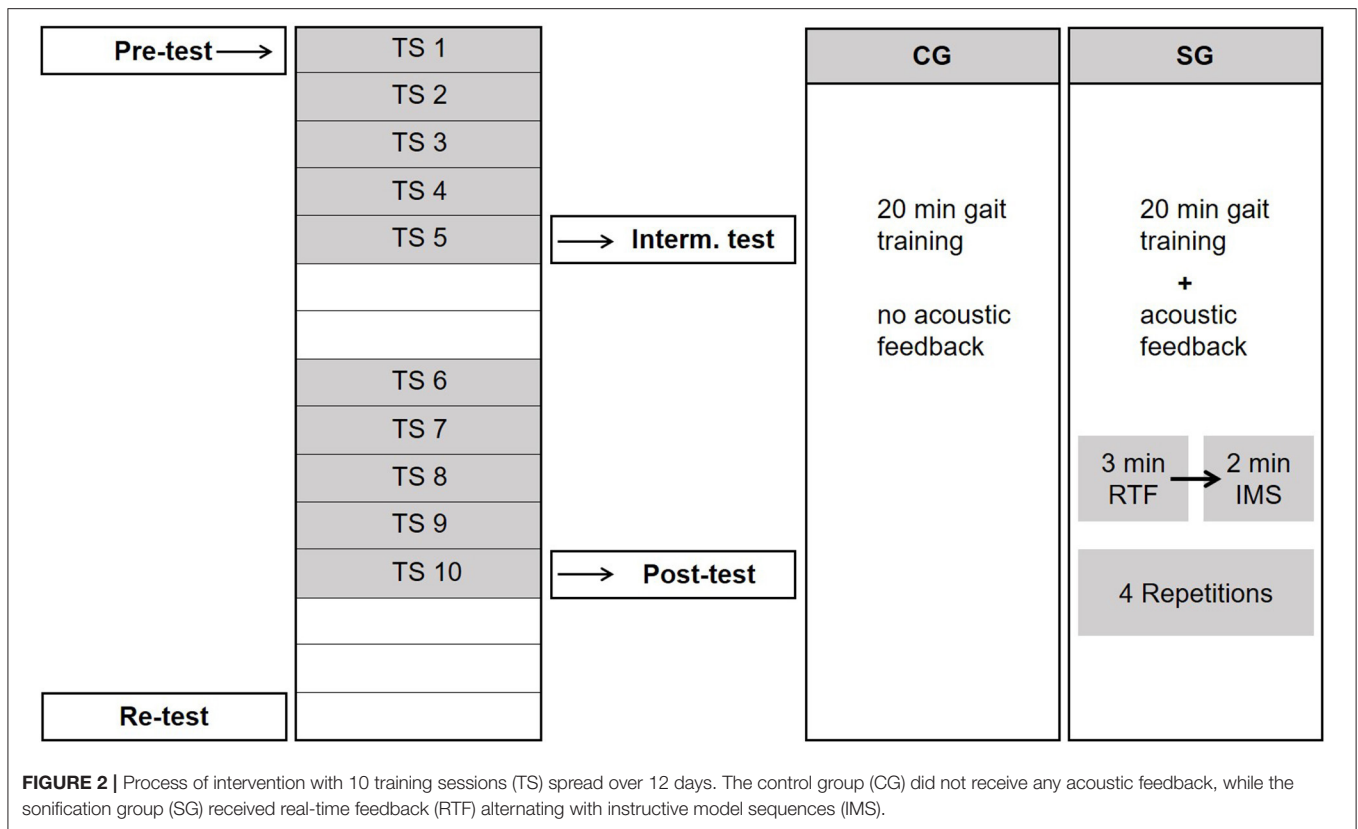 Pre-test →
TS 1
TS 2
TS 3
TS 4
TS 5
→ Interm. test
TS 6
TS 7
TS 8
TS 9
TS 10
→ Post-test
Re-test
CG
20 min gait
training
no acoustic
feedback
SG
20 min gait
training
+
acoustic
feedback
3 min
RTF
→
2 min
IMS
4 Repetitions
FIGURE 2 | Process of intervention with 10 training sessions (TS) spread over 12 days. The control group (CG) did not receive any acoustic feedback, while the
sonification group (SG) received real-time feedback (RTF) alternating with instructive model sequences (IMS).